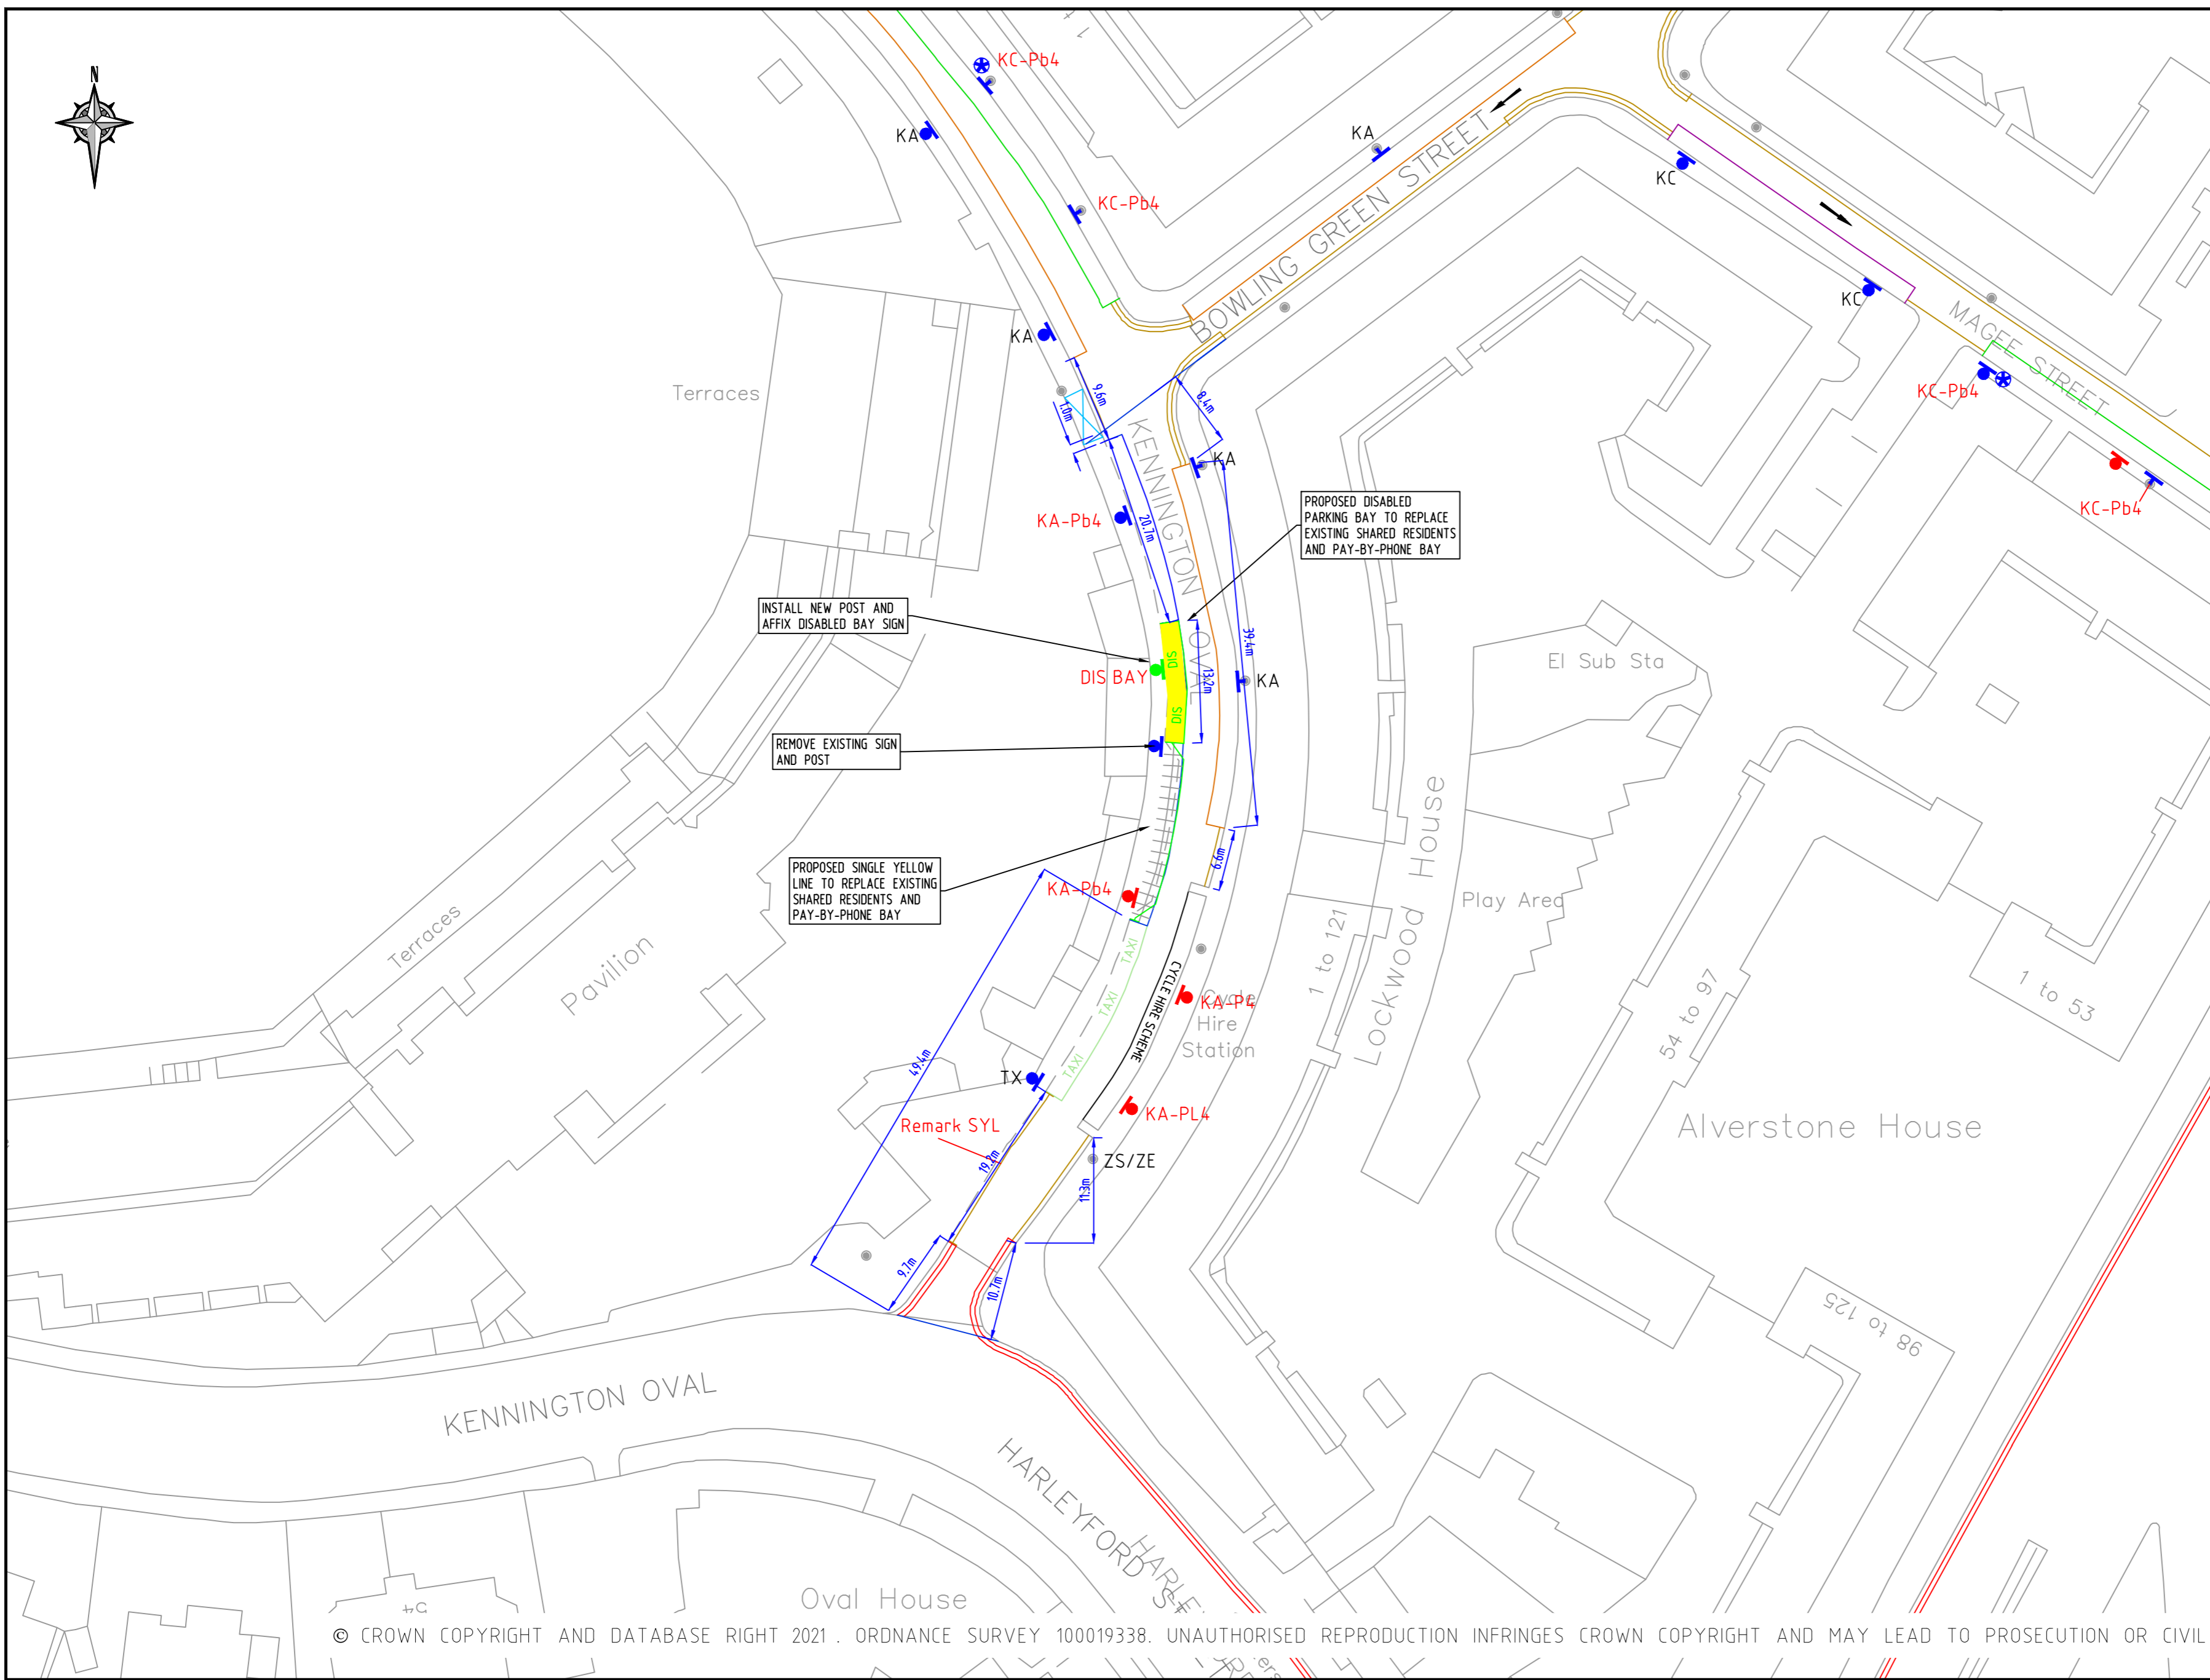 N
KC-Pb4
KA
KA
KC
KC-Pb4
BOWLING GREEN STREET
KC
MAGEE STREET
KA
Terraces
9.6m
1.0m
8.4m
KC-Pb4
KENNINGTON OVAL
KA
KC-Pb4
KA-Pb4
20.7m
PROPOSED DISABLED
PARKING BAY TO REPLACE
EXISTING SHARED RESIDENTS
AND PAY-BY-PHONE BAY
INSTALL NEW POST AND
AFFIX DISABLED BAY SIGN
39.4m
DIS
El Sub Sta
DIS BAY
13.2m
KA
DIS
REMOVE EXISTING SIGN
AND POST
PROPOSED SINGLE YELLOW
LINE TO REPLACE EXISTING
SHARED RESIDENTS AND
PAY-BY-PHONE BAY
6.6m
KA-Pb4
Lockwood House
Play Area
1 to 121
Terraces
Pavilion
TAXI
TAXI
TAXI
CYCLE HIRE SCHEME
KA-P4
Cycle
Hire
Station
54 to 97
1 to 53
49.4m
TX
KA-PL4
Remark SYL
Alverstone House
19.2m
ZS/ZE
11.3m
9.7m
10.7m
98 to 125
KENNINGTON OVAL
HARLEYFORD
54
Oval House
© CROWN COPYRIGHT AND DATABASE RIGHT 2021 . ORDNANCE SURVEY 100019338. UNAUTHORISED REPRODUCTION INFRINGES CROWN COPYRIGHT AND MAY LEAD TO PROSECUTION OR CIVIL